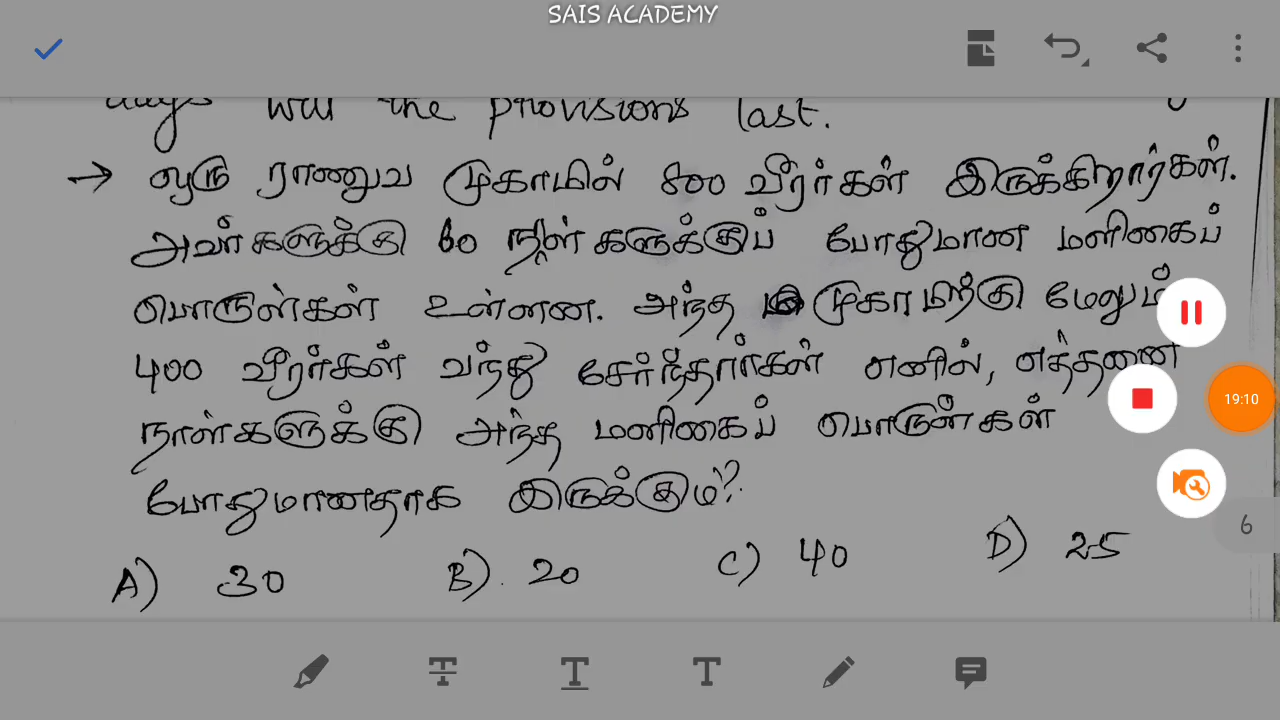 SAIS ACADEMY
days will the provisions last.
→ ஒரு ராணுவ முகாமில் 800 வீரர்கள் இருக்கிறார்கள்.
அவர்களுக்கு 60 நாள்களுக்குப் போதுமான மளிகைப்
பொருள்கள் உள்ளன. அந்த முகாமிற்கு மேலும்
400 வீரர்கள் வந்து சேர்ந்தார்கள் எனில், எத்தனை
நாள்களுக்கு அந்த மளிகைப் பொருள்கள்
போதுமானதாக இருக்கும்?
A) 30 B) 20 C) 40 D) 25
19:10
6
T T T